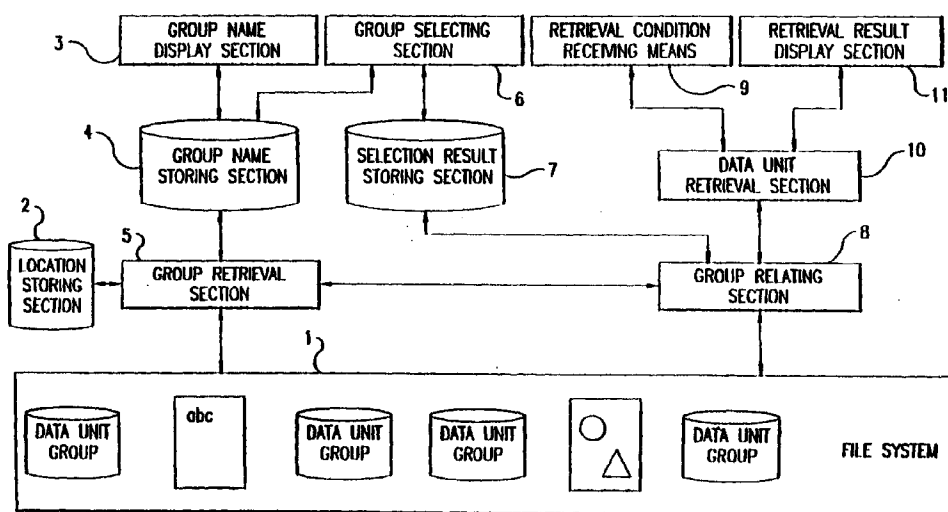 3
GROUP NAME
DISPLAY SECTION
GROUP SELECTING
SECTION
6
RETRIEVAL CONDITION
RECEIVING MEANS
9
RETRIEVAL RESULT
DISPLAY SECTION
11
4
GROUP NAME
STORING SECTION
SELECTION RESULT
STORING SECTION
7
DATA UNIT
RETRIEVAL SECTION
10
2
LOCATION
STORING
SECTION
5
GROUP RETRIEVAL
SECTION
8
GROUP RELATING
SECTION
1
DATA UNIT
GROUP
abc
DATA UNIT
GROUP
DATA UNIT
GROUP
DATA UNIT
GROUP
FILE SYSTEM